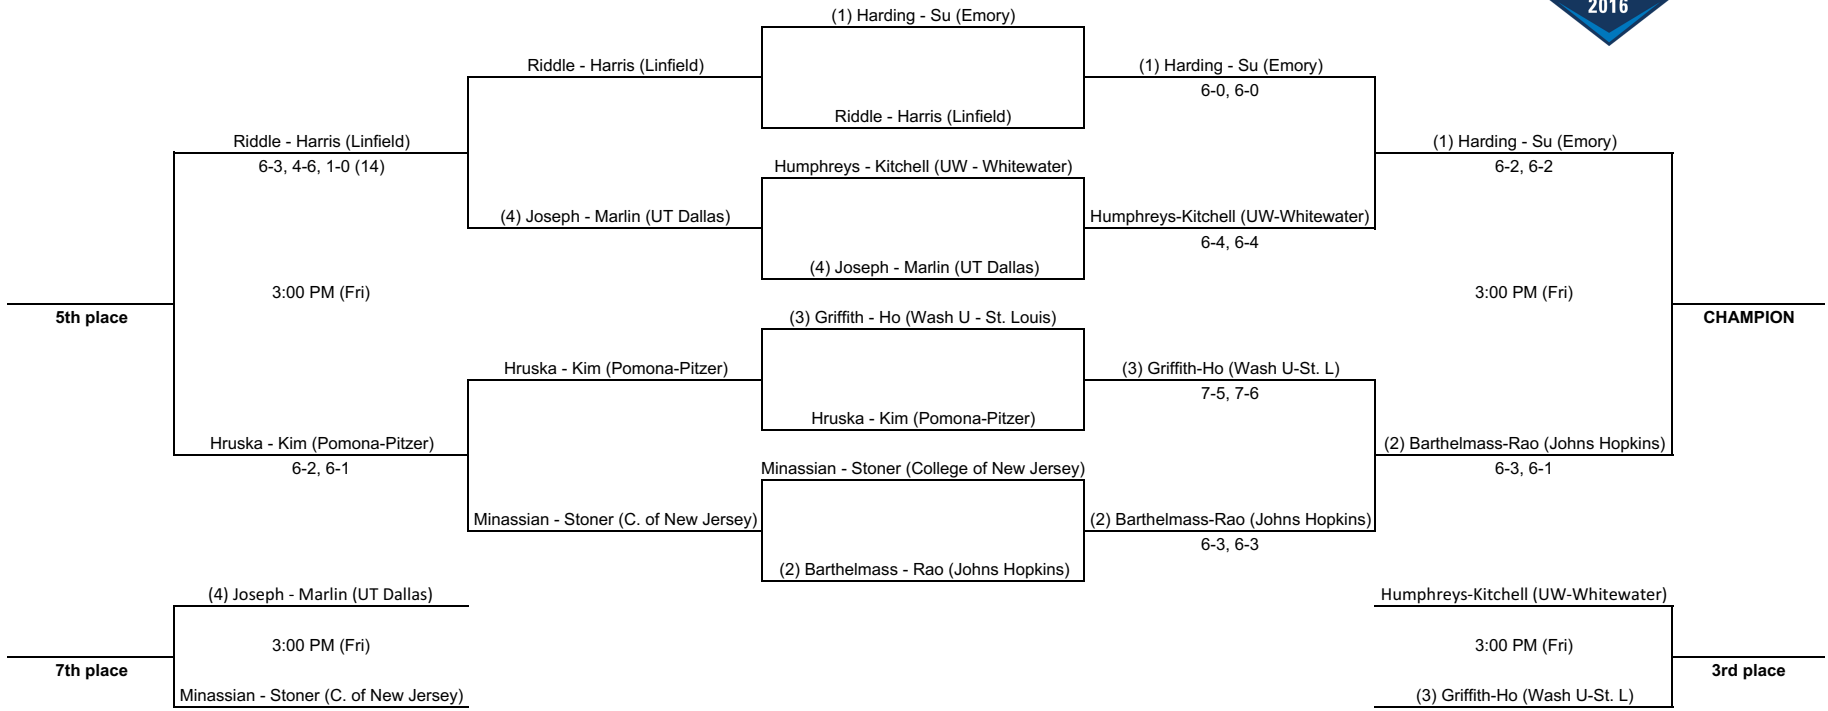 2016
(1) Harding - Su (Emory)
Riddle - Harris (Linfield)
(1) Harding - Su (Emory)
6-0, 6-0
Riddle - Harris (Linfield)
Riddle - Harris (Linfield)
6-3, 4-6, 1-0 (14)
(1) Harding - Su (Emory)
6-2, 6-2
Humphreys - Kitchell (UW - Whitewater)
(4) Joseph - Marlin (UT Dallas)
Humphreys-Kitchell (UW-Whitewater)
6-4, 6-4
(4) Joseph - Marlin (UT Dallas)
3:00 PM (Fri)
3:00 PM (Fri)
5th place
(3) Griffith - Ho (Wash U - St. Louis)
CHAMPION
Hruska - Kim (Pomona-Pitzer)
(3) Griffith-Ho (Wash U-St. L)
7-5, 7-6
Hruska - Kim (Pomona-Pitzer)
Hruska - Kim (Pomona-Pitzer)
6-2, 6-1
(2) Barthelmass-Rao (Johns Hopkins)
6-3, 6-1
Minassian - Stoner (College of New Jersey)
Minassian - Stoner (C. of New Jersey)
(2) Barthelmass-Rao (Johns Hopkins)
6-3, 6-3
(2) Barthelmass - Rao (Johns Hopkins)
(4) Joseph - Marlin (UT Dallas)
Humphreys-Kitchell (UW-Whitewater)
3:00 PM (Fri)
3:00 PM (Fri)
7th place
3rd place
Minassian - Stoner (C. of New Jersey)
(3) Griffith-Ho (Wash U-St. L)